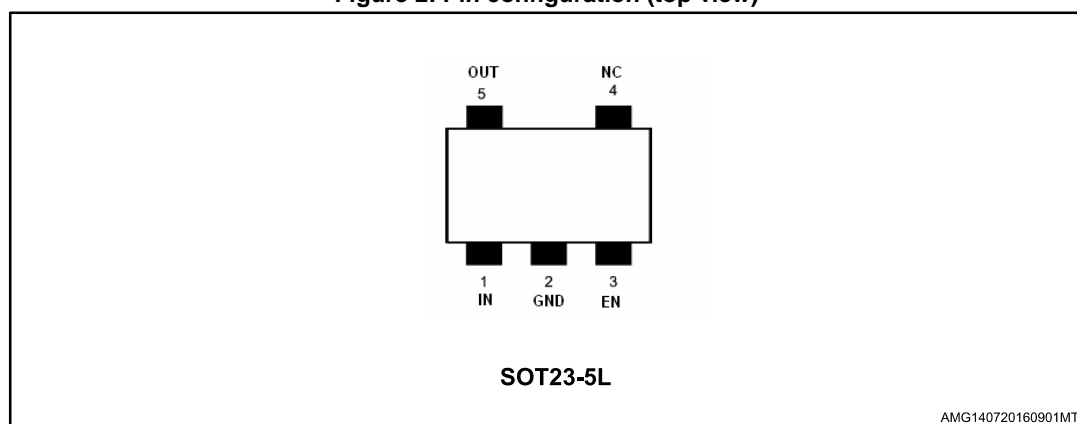 Figure 2. Pin configuration (top view)
OUT NC
5 4
1 2 3
IN GND EN
SOT23-5L
AMG140720160901MT